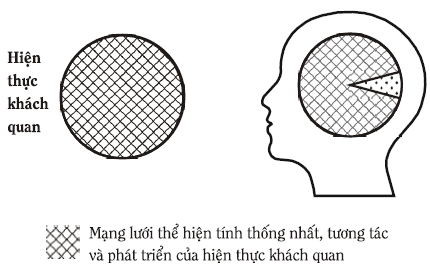 Hiện
thực
khách
quan
Mạng lưới thể hiện tính thống nhất, tương tác
và phát triển của hiện thực khách quan